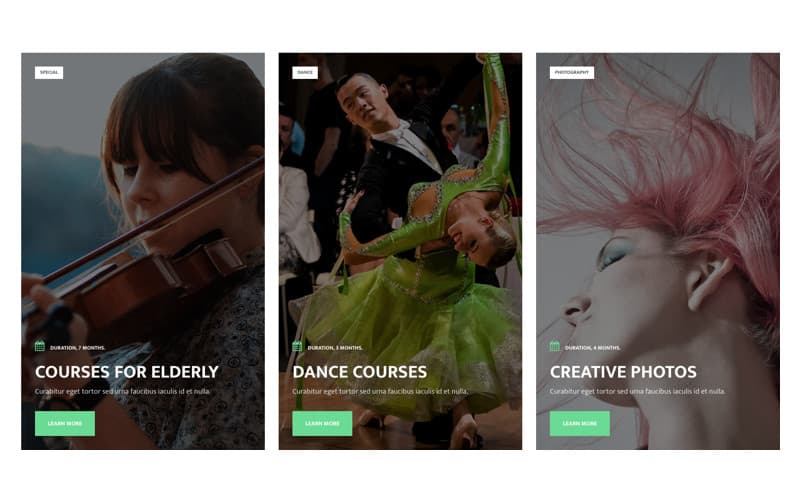 SPECIAL
DURATION, 7 MONTHS.
COURSES FOR ELDERLY
Curabitur eget tortor sed urna faucibus iaculis id et nulla.
LEARN MORE
DANCE
DURATION, 3 MONTHS.
DANCE COURSES
Curabitur eget tortor sed urna faucibus iaculis id et nulla.
LEARN MORE
PHOTOGRAPHY
DURATION, 4 MONTHS.
CREATIVE PHOTOS
Curabitur eget tortor sed urna faucibus iaculis id et nulla.
LEARN MORE